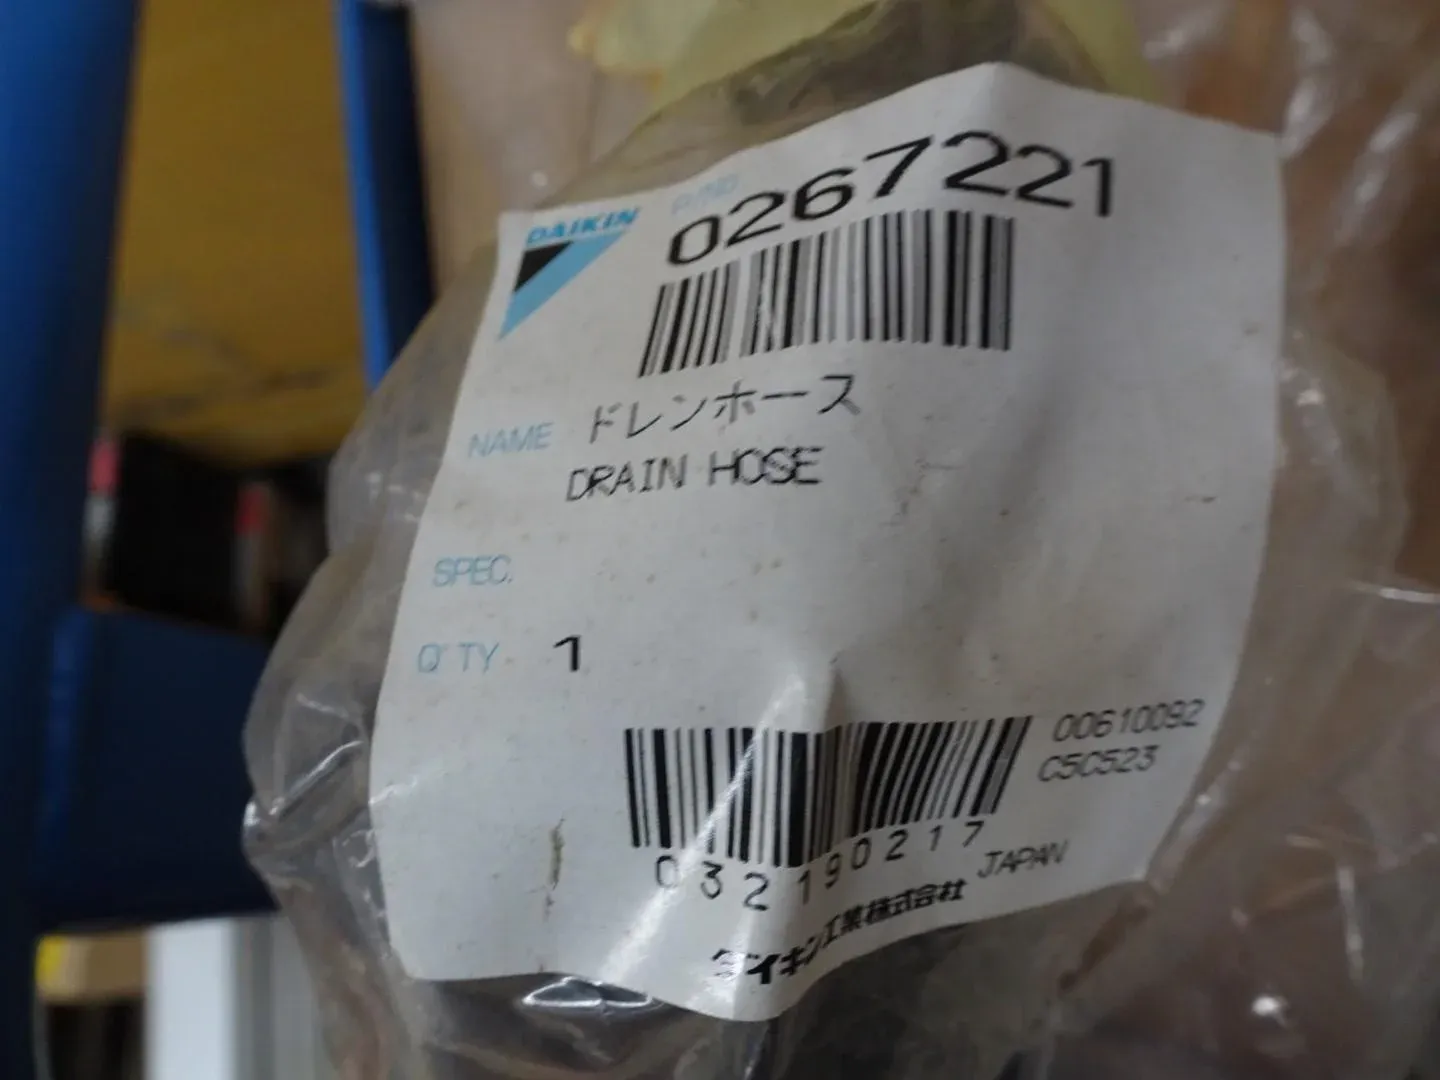 DAIKIN
P/NO 0267221
NAME ドレンホース
DRAIN HOSE
SPEC.
Q'TY 1
00610092
C5C523
032190217
JAPAN
ダイキン工業株式会社